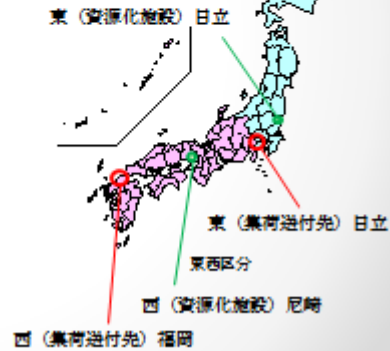 東（資源化施設）日立
東（集荷送付先）日立
東西区分
西（資源化施設）尼崎
西（集荷送付先）福岡